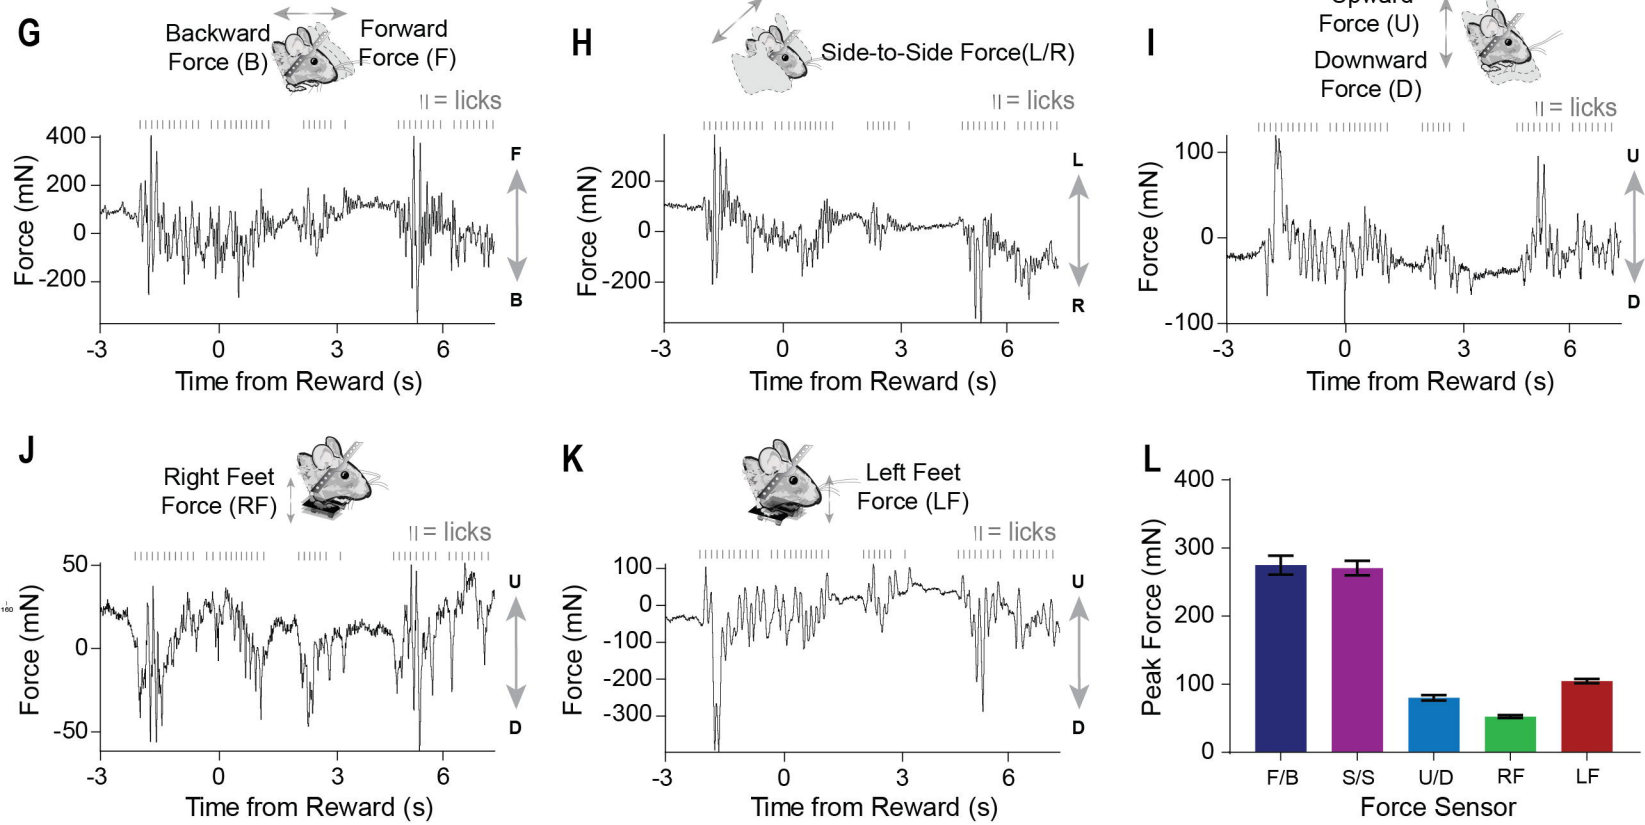 G
Backward
Force (B)
Forward
Force (F)
= licks
400
200
0
-200
Force (mN)
F
B
-3
0
3
6
Time from Reward (s)
H
Side-to-Side Force(L/R)
= licks
200
0
-200
Force (mN)
L
R
-3
0
3
6
Time from Reward (s)
I
Upward
Force (U)
Downward
Force (D)
= licks
100
0
-100
Force (mN)
U
D
-3
0
3
6
Time from Reward (s)
J
Right Feet
Force (RF)
= licks
50
0
-50
Force (mN)
160
U
D
-3
0
3
6
Time from Reward (s)
K
Left Feet
Force (LF)
= licks
100
0
-100
-200
-300
Force (mN)
U
D
-3
0
3
6
Time from Reward (s)
L
400
300
200
100
0
Peak Force (mN)
F/B
S/S
U/D
RF
LF
Force Sensor